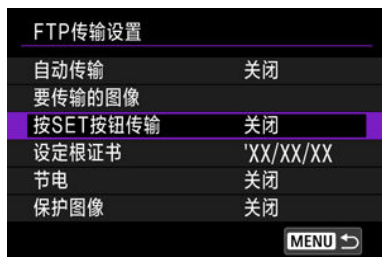 FTP传输设置
自动传输 关闭
要传输的图像
按SET按钮传输 关闭
设定根证书 'XX/XX/XX
节电 关闭
保护图像 关闭
MENU